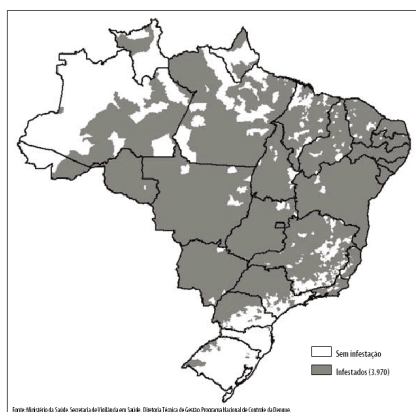 Sem infestação
Infestados (3.970)
Fonte: Ministério da Saúde. Secretaria de Vigilância em Saúde. Diretoria Técnica de Gestão. Programa Nacional de Controle da Dengue.